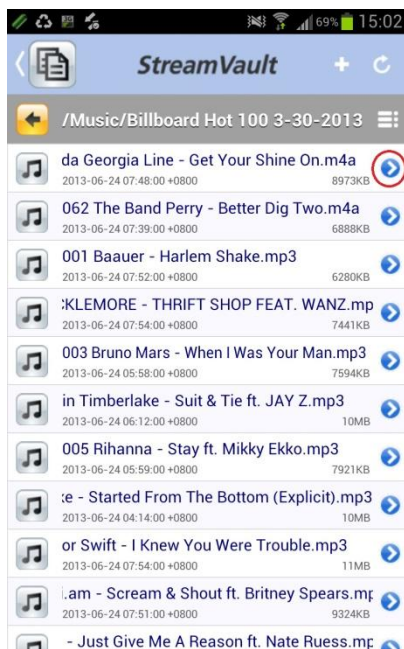 69% 15:02
StreamVault
/Music/Billboard Hot 100 3-30-2013
da Georgia Line - Get Your Shine On.m4a
2013-06-24 07:48:00 +0800 8973KB
062 The Band Perry - Better Dig Two.m4a
2013-06-24 07:39:00 +0800 6888KB
001 Baauer - Harlem Shake.mp3
2013-06-24 07:52:00 +0800 6280KB
KLEMORE - THRIFT SHOP FEAT. WANZ.mp
2013-06-24 07:54:00 +0800 7441KB
003 Bruno Mars - When I Was Your Man.mp3
2013-06-24 05:58:00 +0800 7594KB
in Timberlake - Suit & Tie ft. JAY Z.mp3
2013-06-24 06:12:00 +0800 10MB
005 Rihanna - Stay ft. Mikky Ekko.mp3
2013-06-24 05:59:00 +0800 7921KB
ke - Started From The Bottom (Explicit).mp3
2013-06-24 04:14:00 +0800 10MB
or Swift - I Knew You Were Trouble.mp3
2013-06-24 07:54:00 +0800 11MB
i.am - Scream & Shout ft. Britney Spears.mp
2013-06-24 07:51:00 +0800 9324KB
- Just Give Me A Reason ft. Nate Ruess.mp